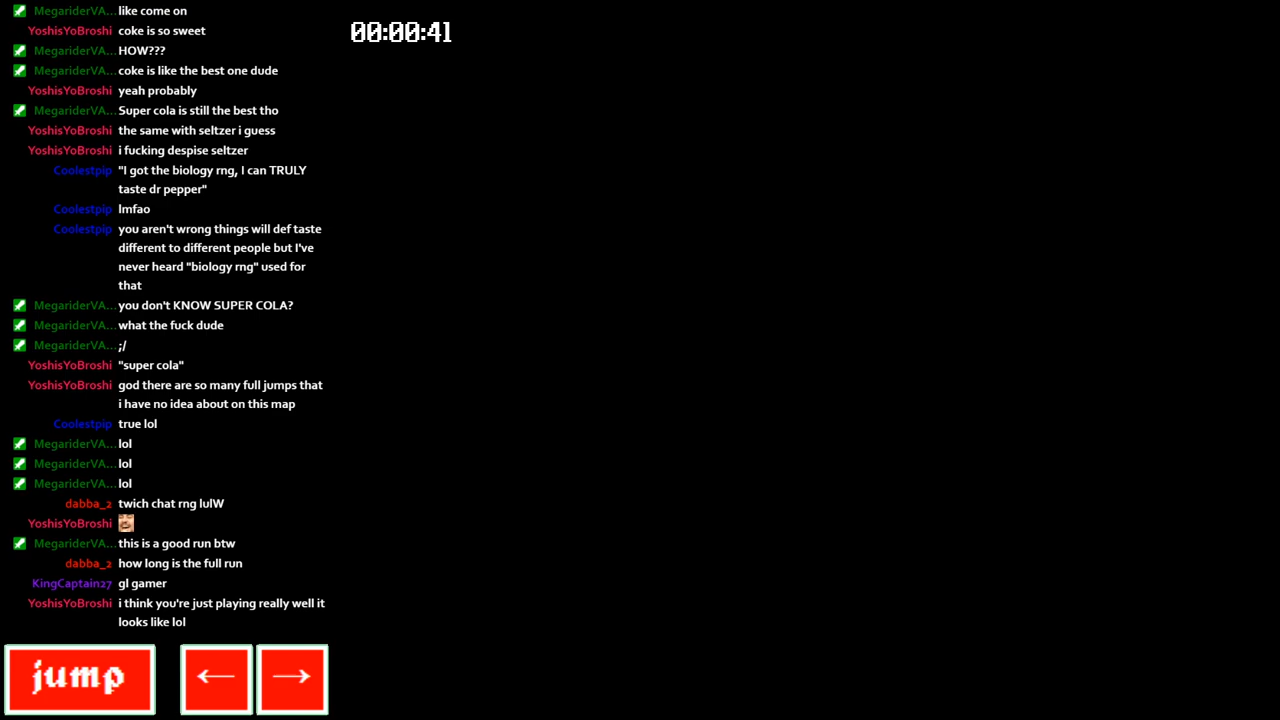 MegariderVA... like come on
YoshisYoBroshi coke is so sweet
MegariderVA... HOW???
MegariderVA... coke is like the best one dude
YoshisYoBroshi yeah probably
MegariderVA... Super cola is still the best tho
YoshisYoBroshi the same with seltzer i guess
YoshisYoBroshi i fucking despise seltzer
Coolestpip "I got the biology rng, I can TRULY
taste dr pepper"
Coolestpip lmfao
Coolestpip you aren't wrong things will def taste
different to different people but I've
never heard "biology rng" used for
that
MegariderVA... you don't KNOW SUPER COLA?
MegariderVA... what the fuck dude
MegariderVA... ;/
YoshisYoBroshi "super cola"
YoshisYoBroshi god there are so many full jumps that
i have no idea about on this map
Coolestpip true lol
MegariderVA... lol
MegariderVA... lol
MegariderVA... lol
dabba_2 twich chat rng lulW
YoshisYoBroshi
MegariderVA... this is a good run btw
dabba_2 how long is the full run
KingCaptain27 gl gamer
YoshisYoBroshi i think you're just playing really well it
looks like lol
jump ← →
00:00:41